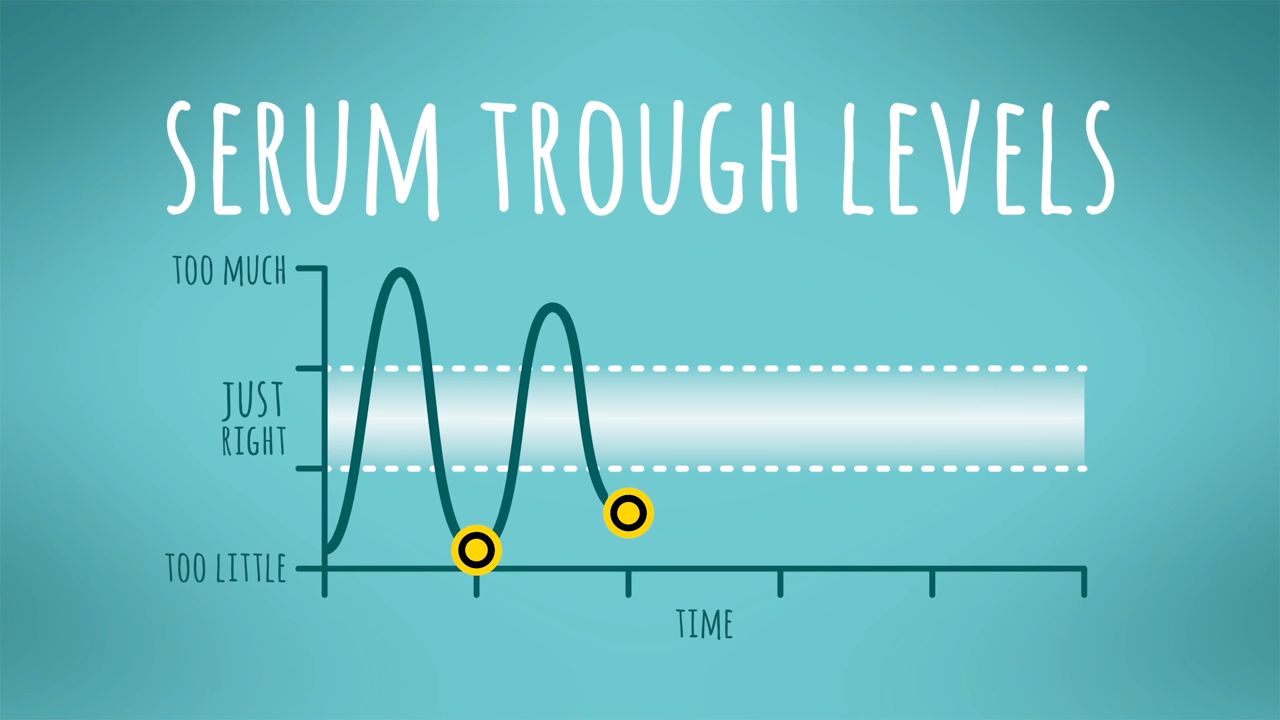 SERUM TROUGH LEVELS
TOO MUCH
JUST
RIGHT
TOO LITTLE
TIME